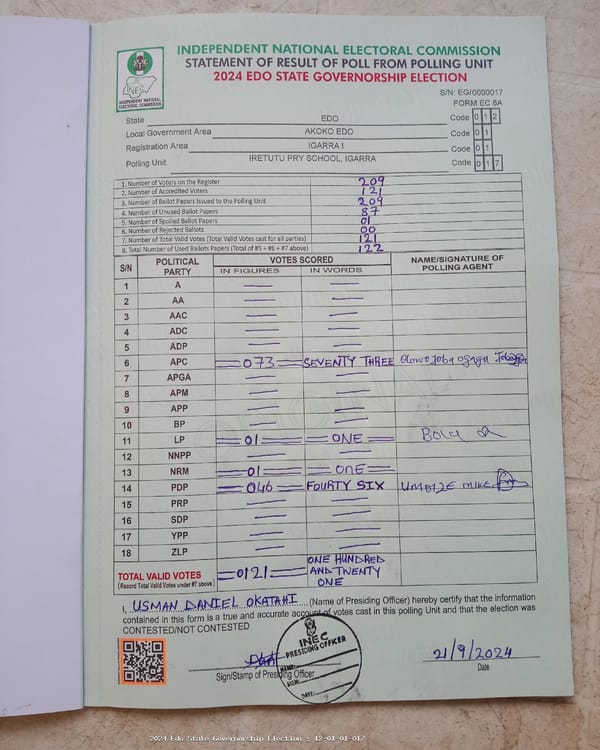 INDEPENDENT NATIONAL ELECTORAL COMMISSION
STATEMENT OF RESULT OF POLL FROM POLLING UNIT
2024 EDO STATE GOVERNORSHIP ELECTION
INEC
INDEPENDENT NATIONAL ELECTORAL COMMISSION
S/N: EG/0000017
FORM EC 8A
State EDO Code 0 1 2
Local Government Area AKOKO EDO Code 0 1
Registration Area IGARRA I Code 0 1
Polling Unit IRETUTU PRY SCHOOL, IGARRA Code 0 1 7
1. Number of Voters on the Register 209
2. Number of Accredited Voters 121
3. Number of Ballot Papers Issued to the Polling Unit 209
4. Number of Unused Ballot Papers 87
5. Number of Spoiled Ballot Papers 01
6. Number of Rejected Ballots 00
7. Number of Total Valid Votes (Total Valid Votes cast for all parties) 121
8. Total Number of Used Ballots Papers (Total of #5 + #6 + #7 above) 122
S/N POLITICAL PARTY VOTES SCORED NAME/SIGNATURE OF POLLING AGENT
IN FIGURES IN WORDS
1 A
2 AA
3 AAC
4 ADC
5 ADP
6 APC 073 SEVENTY THREE
7 APGA
8 APM
9 APP
10 BP
11 LP 01 ONE Bola
12 NNPP
13 NRM 01 ONE
14 PDP 046 FOURTY SIX UMOTZE MIKE
15 PRP
16 SDP
17 YPP
18 ZLP
TOTAL VALID VOTES 0121 ONE HUNDRED AND TWENTY ONE
(Record Total Valid Votes under #7 above)
I, USMAN DANIEL OKATAHI (Name of Presiding Officer) hereby certify that the information
contained in this form is a true and accurate account of votes cast in this polling Unit and that the election was
CONTESTED/NOT CONTESTED
INEC
PRESIDING OFFICER
NAME:
SIGN:
DATE:
21/9/2024
Sign/Stamp of Presiding Officer Date
2024 Edo State Governorship Election : 12-01-01-017